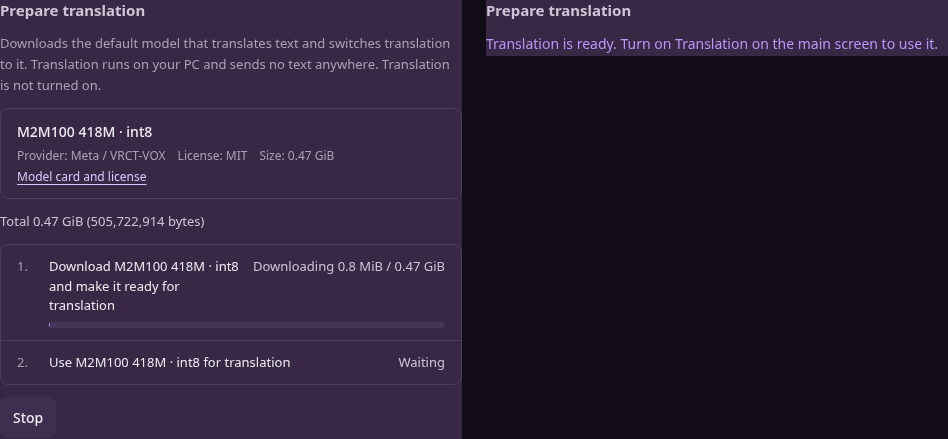 Prepare translation
Downloads the default model that translates text and switches translation
to it. Translation runs on your PC and sends no text anywhere. Translation
is not turned on.
M2M100 418M · int8
Provider: Meta / VRCT-VOX License: MIT Size: 0.47 GiB
Model card and license
Total 0.47 GiB (505,722,914 bytes)
1. Download M2M100 418M · int8 Downloading 0.8 MiB / 0.47 GiB
and make it ready for
translation
2. Use M2M100 418M · int8 for translation Waiting
Stop
Prepare translation
Translation is ready. Turn on Translation on the main screen to use it.